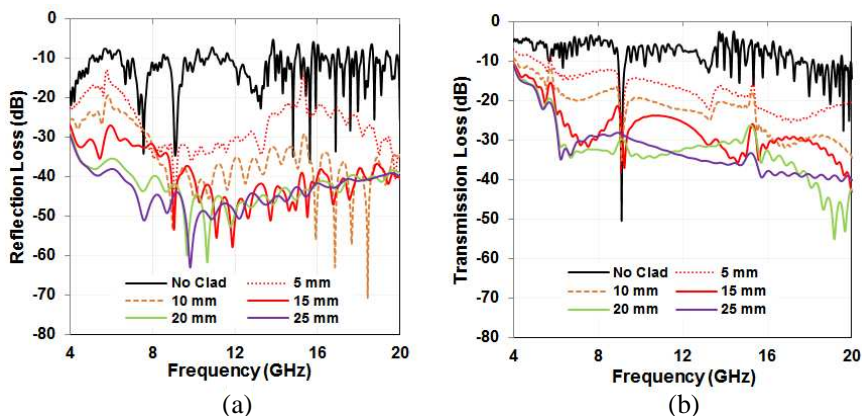 0
-10
-20
-30
-40
-50
-60
-70
-80
Reflection Loss (dB)
No Clad
5 mm
10 mm
15 mm
20 mm
25 mm
4
8
12
16
20
Frequency (GHz)
(a)
0
-10
-20
-30
-40
-50
-60
-70
-80
Transmission Loss (dB)
No Clad
5 mm
10 mm
15 mm
20 mm
25 mm
4
8
12
16
20
Frequency (GHz)
(b)